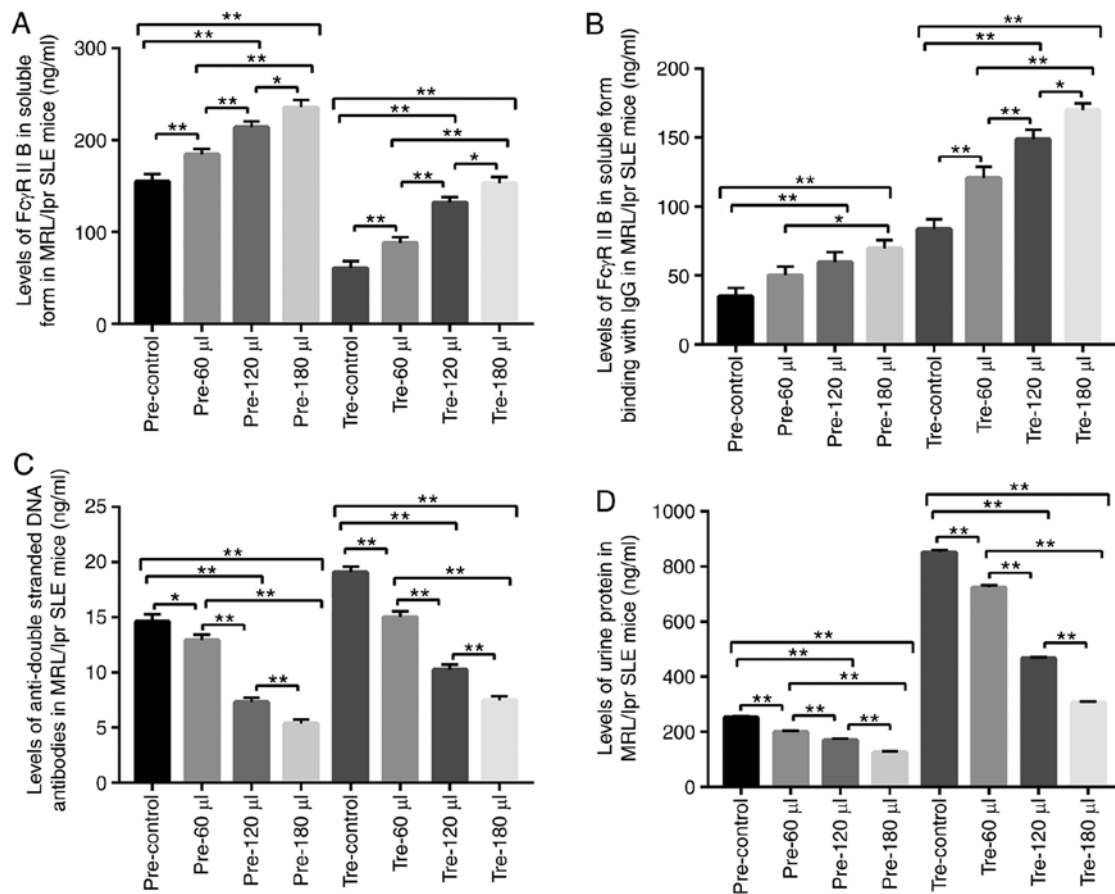 A
Levels of FcγR II B in soluble
form in MRL/lpr SLE mice (ng/ml)
300
200
100
0
**
**
**
*
**
**
**
**
**
*
**
**
Pre-control
Pre-60 µl
Pre-120 µl
Pre-180 µl
Tre-control
Tre-60 µl
Tre-120 µl
Tre-180 µl
B
Levels of FcγR II B in soluble form
binding with IgG in MRL/lpr SLE mice (ng/ml)
200
150
100
50
0
**
**
**
*
**
**
**
**
*
Pre-control
Pre-60 µl
Pre-120 µl
Pre-180 µl
Tre-control
Tre-60 µl
Tre-120 µl
Tre-180 µl
C
Levels of anti-double stranded DNA
antibodies in MRL/lpr SLE mice (ng/ml)
25
20
15
10
5
0
**
**
**
**
**
**
**
**
*
**
**
**
Pre-control
Pre-60 µl
Pre-120 µl
Pre-180 µl
Tre-control
Tre-60 µl
Tre-120 µl
Tre-180 µl
D
Levels of urine protein in
MRL/lpr SLE mice (ng/ml)
1000
800
600
400
200
0
**
**
**
**
**
**
**
**
**
**
**
**
Pre-control
Pre-60 µl
Pre-120 µl
Pre-180 µl
Tre-control
Tre-60 µl
Tre-120 µl
Tre-180 µl